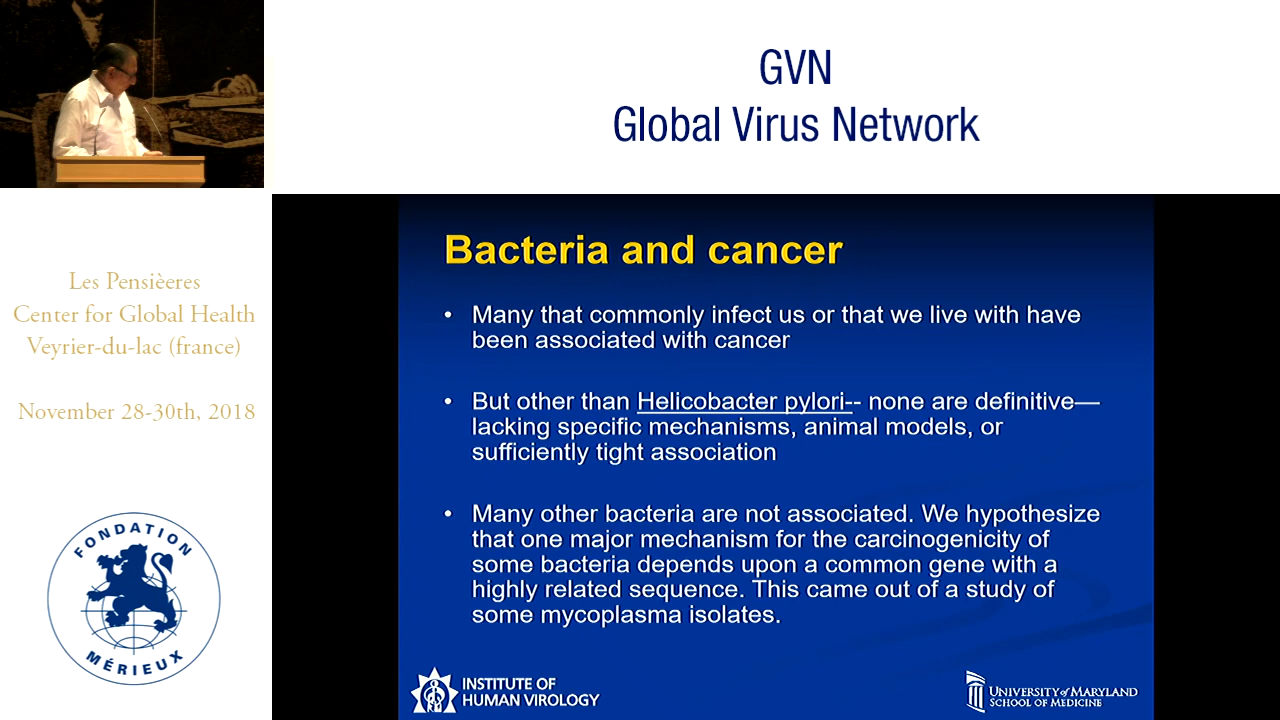 GVN
Global Virus Network
Les Pensièeres
Center for Global Health
Veyrier-du-lac (france)
November 28-30th, 2018
FONDATION
MÉRIEUX
Bacteria and cancer
• Many that commonly infect us or that we live with have
been associated with cancer
• But other than Helicobacter pylori-- none are definitive—
lacking specific mechanisms, animal models, or
sufficiently tight association
• Many other bacteria are not associated. We hypothesize
that one major mechanism for the carcinogenicity of
some bacteria depends upon a common gene with a
highly related sequence. This came out of a study of
some mycoplasma isolates.
INSTITUTE OF
HUMAN VIROLOGY
UNIVERSITY of MARYLAND
SCHOOL OF MEDICINE